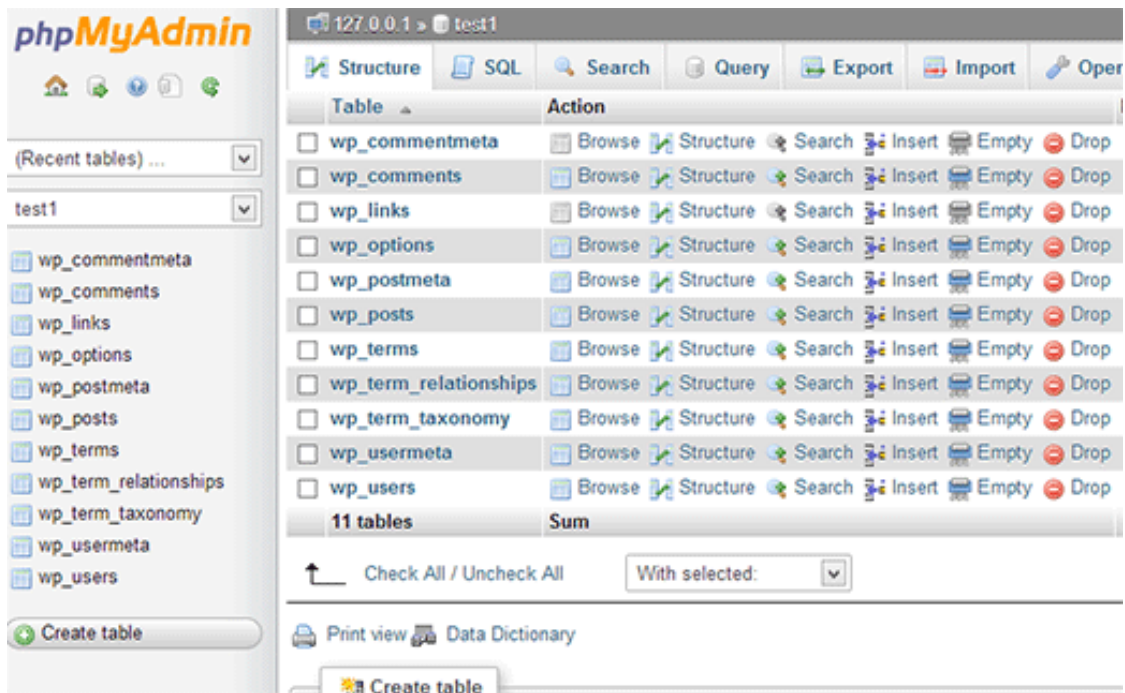 phpMyAdmin
(Recent tables) ...
test1
wp_commentmeta
wp_comments
wp_links
wp_options
wp_postmeta
wp_posts
wp_terms
wp_term_relationships
wp_term_taxonomy
wp_usermeta
wp_users
Create table
127.0.0.1 » test1
Structure SQL Search Query Export Import Oper
Table Action
wp_commentmeta Browse Structure Search Insert Empty Drop
wp_comments Browse Structure Search Insert Empty Drop
wp_links Browse Structure Search Insert Empty Drop
wp_options Browse Structure Search Insert Empty Drop
wp_postmeta Browse Structure Search Insert Empty Drop
wp_posts Browse Structure Search Insert Empty Drop
wp_terms Browse Structure Search Insert Empty Drop
wp_term_relationships Browse Structure Search Insert Empty Drop
wp_term_taxonomy Browse Structure Search Insert Empty Drop
wp_usermeta Browse Structure Search Insert Empty Drop
wp_users Browse Structure Search Insert Empty Drop
11 tables Sum
Check All / Uncheck All With selected:
Print view Data Dictionary
Create table